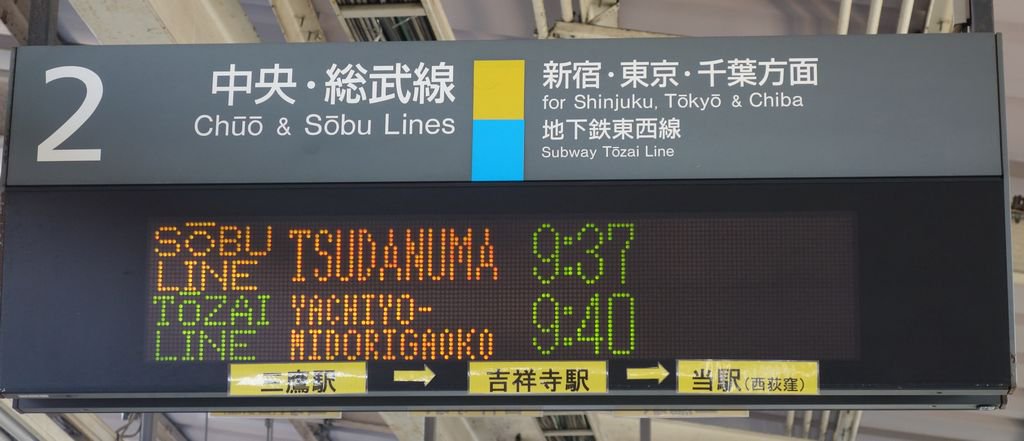 2
中央・総武線
Chūō & Sōbu Lines
新宿・東京・千葉方面
for Shinjuku, Tōkyō & Chiba
地下鉄東西線
Subway Tōzai Line
SŌBU LINE TSUDANUMA 9:37
TŌZAI LINE YACHIYO-MIDORIGAOKO 9:40
三鷹駅 → 吉祥寺駅 → 当駅(西荻窪)